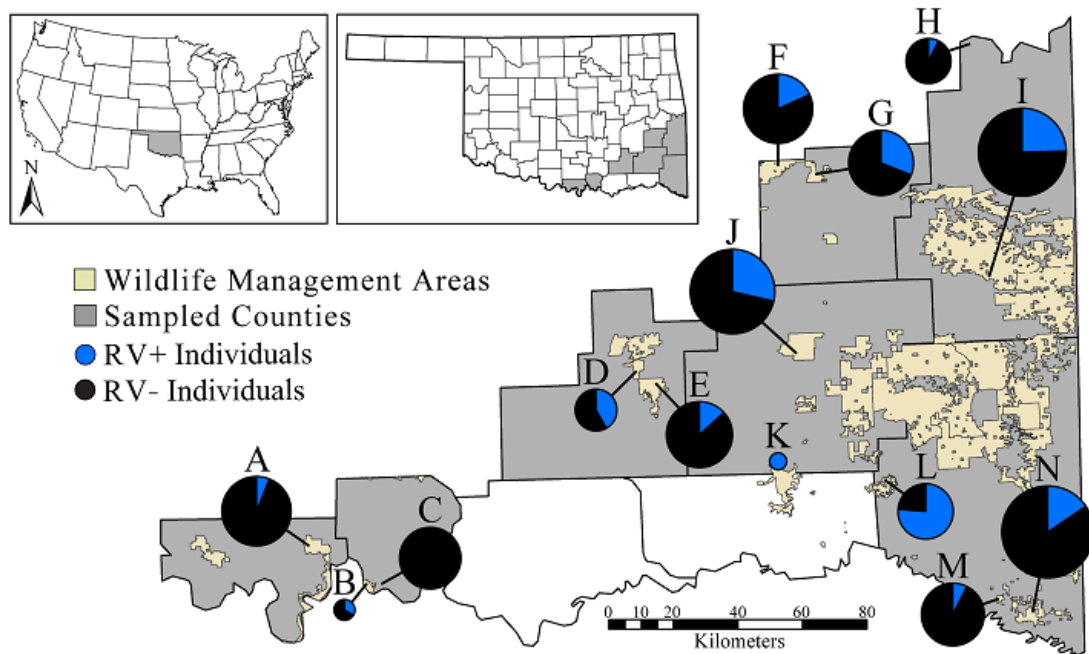 N
H
F
I
G
J
Wildlife Management Areas
Sampled Counties
RV+ Individuals
RV- Individuals
D
E
K
A
C
L
N
B
M
0 10 20 40 60 80
Kilometers